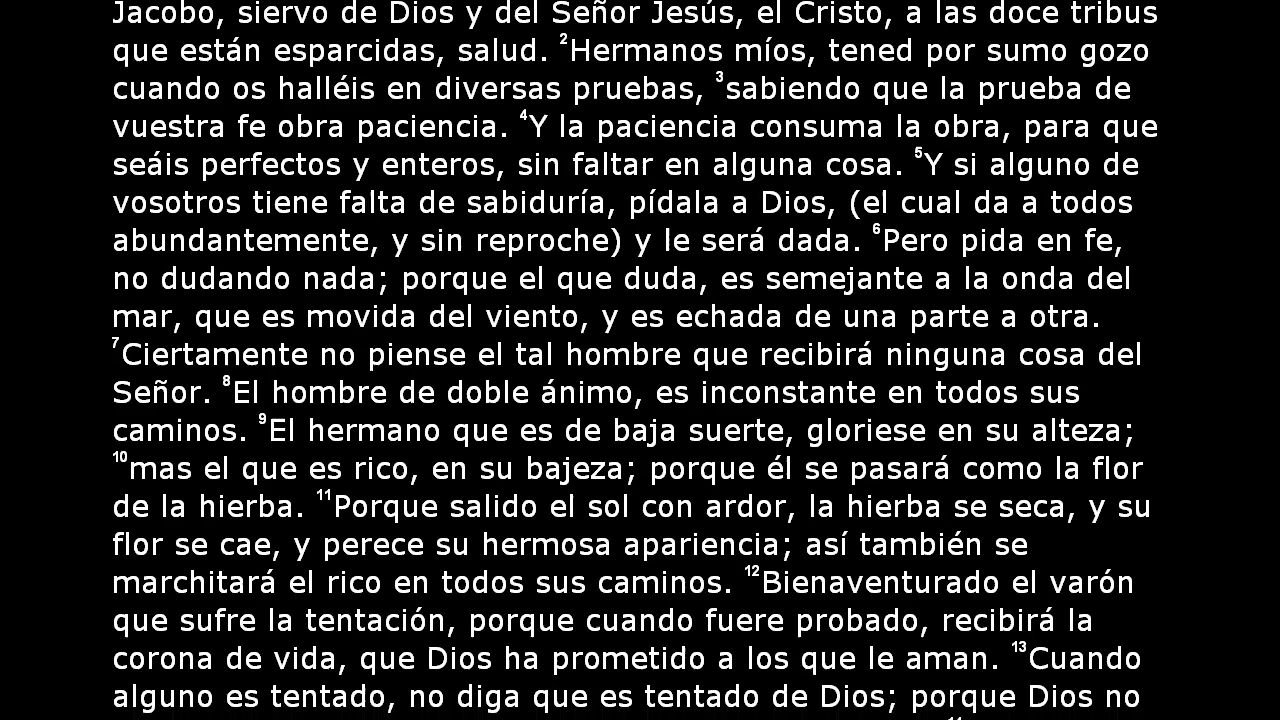 Jacobo, siervo de Dios y del Señor Jesús, el Cristo, a las doce tribus
que están esparcidas, salud. ²Hermanos míos, tened por sumo gozo
cuando os halléis en diversas pruebas, ³sabiendo que la prueba de
vuestra fe obra paciencia. ⁴Y la paciencia consuma la obra, para que
seáis perfectos y enteros, sin faltar en alguna cosa. ⁵Y si alguno de
vosotros tiene falta de sabiduría, pídala a Dios, (el cual da a todos
abundantemente, y sin reproche) y le será dada. ⁶Pero pida en fe,
no dudando nada; porque el que duda, es semejante a la onda del
mar, que es movida del viento, y es echada de una parte a otra.
⁷Ciertamente no piense el tal hombre que recibirá ninguna cosa del
Señor. ⁸El hombre de doble ánimo, es inconstante en todos sus
caminos. ⁹El hermano que es de baja suerte, gloriese en su alteza;
¹⁰mas el que es rico, en su bajeza; porque él se pasará como la flor
de la hierba. ¹¹Porque salido el sol con ardor, la hierba se seca, y su
flor se cae, y perece su hermosa apariencia; así también se
marchitará el rico en todos sus caminos. ¹²Bienaventurado el varón
que sufre la tentación, porque cuando fuere probado, recibirá la
corona de vida, que Dios ha prometido a los que le aman. ¹³Cuando
alguno es tentado, no diga que es tentado de Dios; porque Dios no